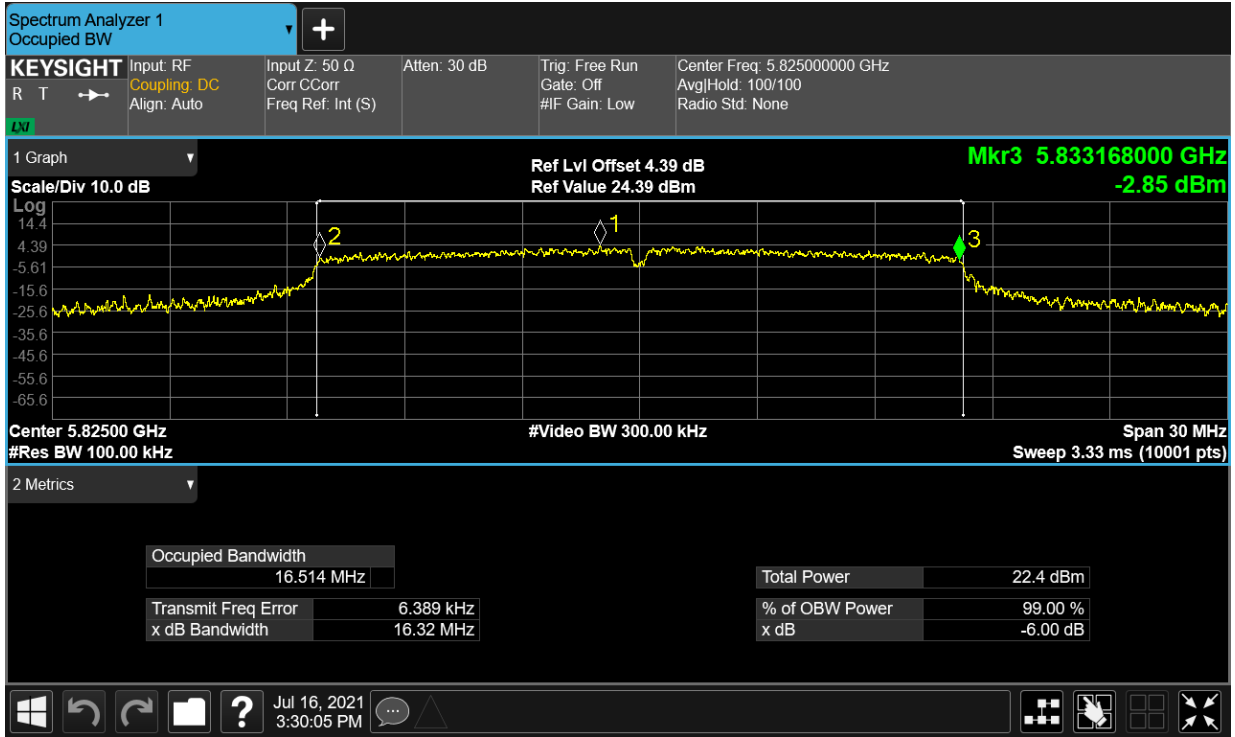 Spectrum Analyzer 1
Occupied BW
KEYSIGHT
R T
LXI
Input: RF
Coupling: DC
Align: Auto
Input Z: 50 Ω
Corr CCorr
Freq Ref: Int (S)
Atten: 30 dB
Trig: Free Run
Gate: Off
#IF Gain: Low
Center Freq: 5.825000000 GHz
Avg|Hold: 100/100
Radio Std: None
1 Graph
Scale/Div 10.0 dB
Ref Lvl Offset 4.39 dB
Ref Value 24.39 dBm
Mkr3 5.833168000 GHz
-2.85 dBm
Log
14.4
4.39
-5.61
-15.6
-25.6
-35.6
-45.6
-55.6
-65.6
2
1
3
Center 5.82500 GHz
#Res BW 100.00 kHz
#Video BW 300.00 kHz
Span 30 MHz
Sweep 3.33 ms (10001 pts)
2 Metrics
Occupied Bandwidth
16.514 MHz
Transmit Freq Error 6.389 kHz
x dB Bandwidth 16.32 MHz
Total Power 22.4 dBm
% of OBW Power 99.00 %
x dB -6.00 dB
?
Jul 16, 2021
3:30:05 PM